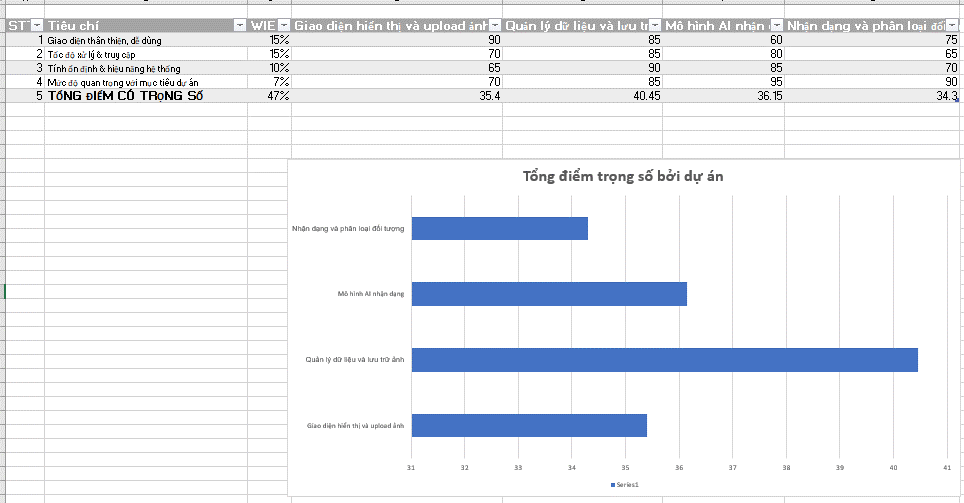 STT Tiêu chí WIE Giao diện hiển thị và upload ảnh Quản lý dữ liệu và lưu tr Mô hình AI nhận Nhận dạng và phân loại đối
1 Giao diện thân thiện, dễ dùng 15% 90 85 60 75
2 Tốc độ xử lý & truy cập 15% 70 85 80 65
3 Tính ổn định & hiệu năng hệ thống 10% 65 90 85 70
4 Mức độ quan trọng với mục tiêu dự án 7% 70 85 95 90
5 TỔNG ĐIỂM CÓ TRỌNG SỐ 47% 35.4 40.45 36.15 34.3
Tổng điểm trọng số bởi dự án
Nhận dạng và phân loại đối tượng
Mô hình AI nhận dạng
Quản lý dữ liệu và lưu trữ ảnh
Giao diện hiển thị và upload ảnh
31 32 33 34 35 36 37 38 39 40 41
Series1